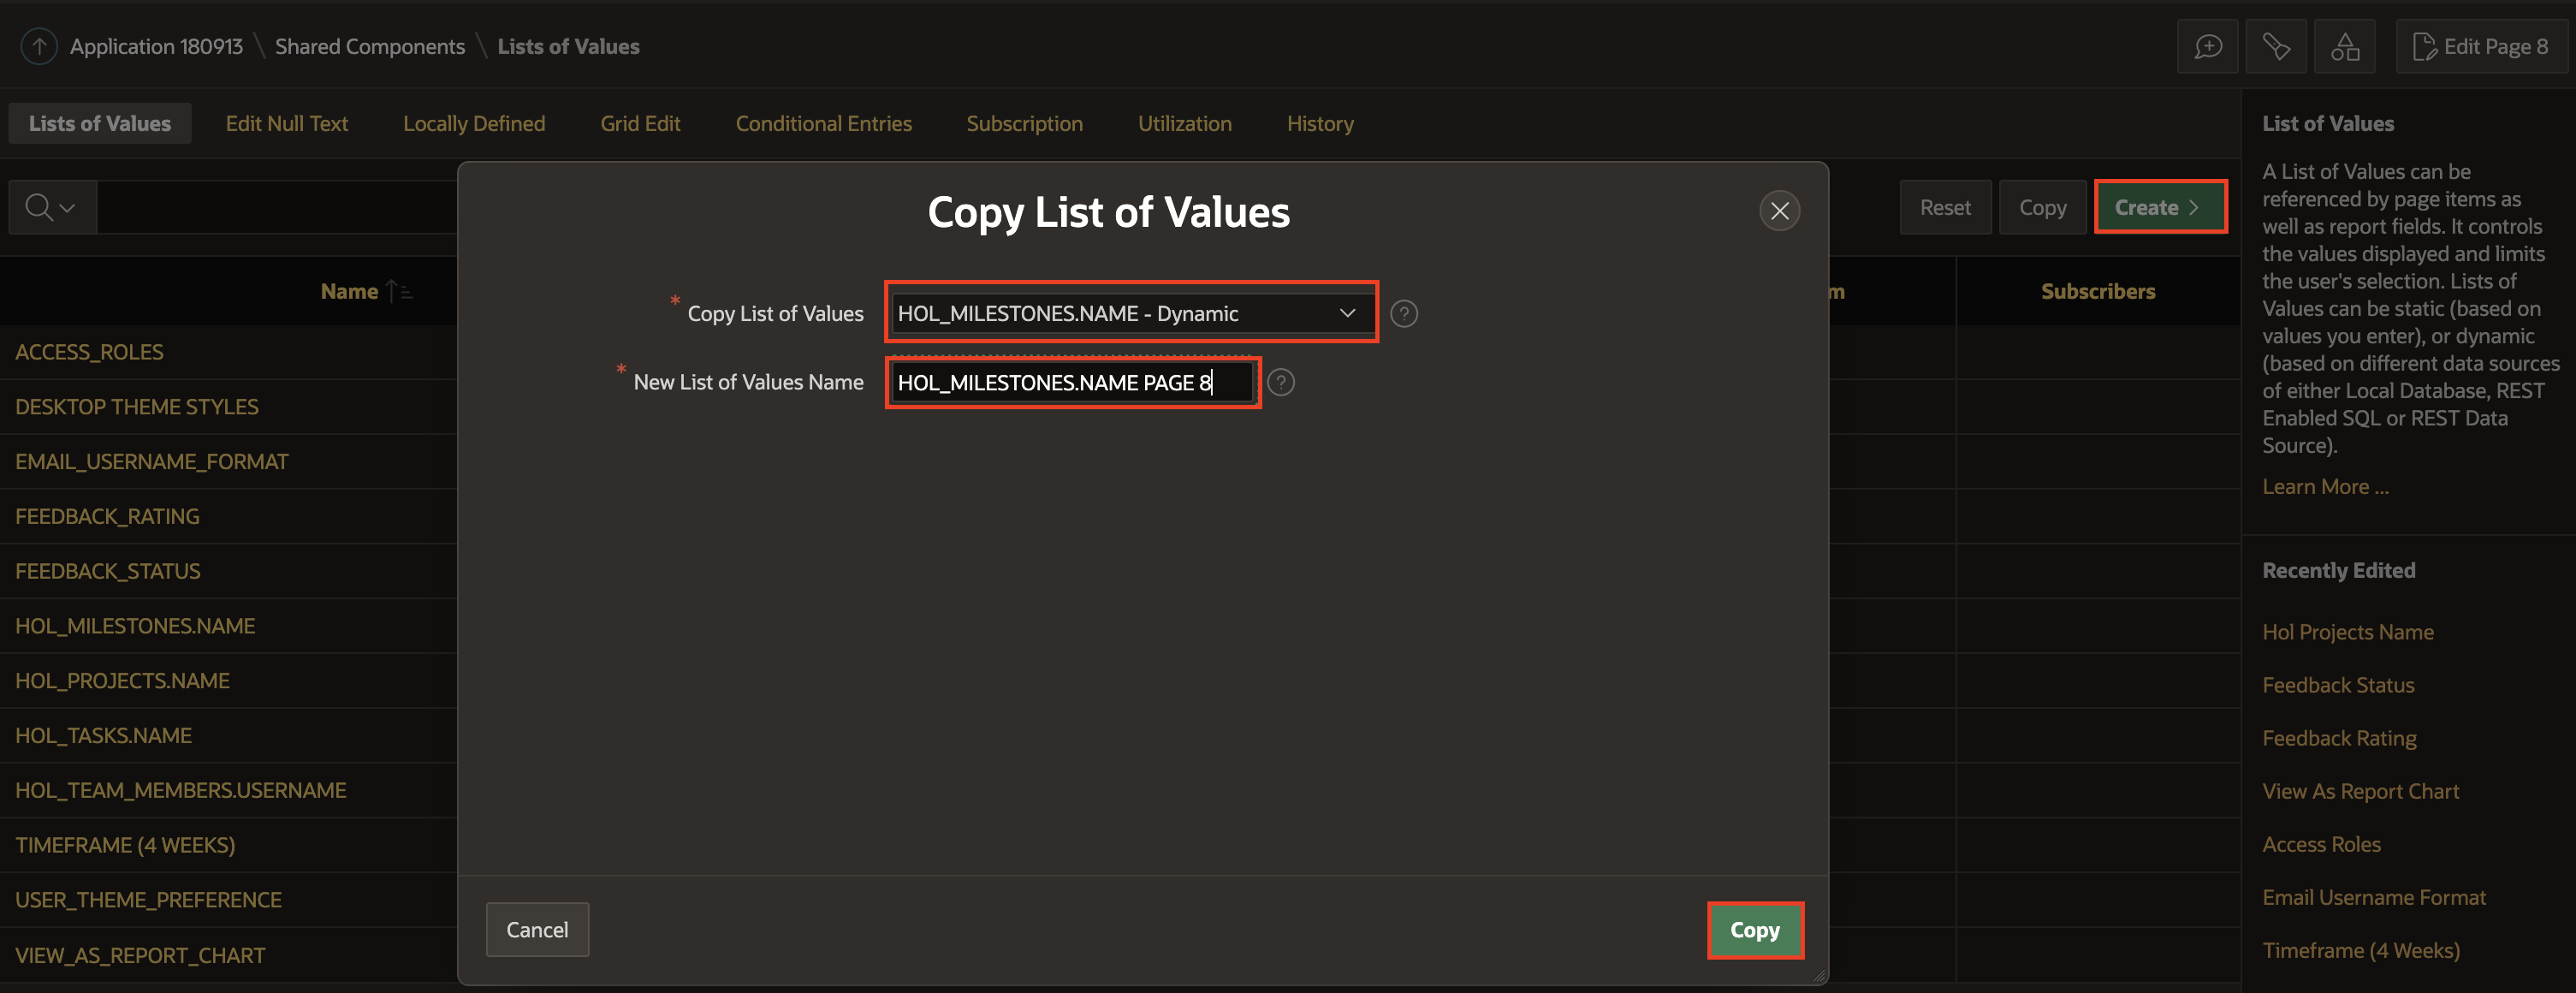 Application 180913 \ Shared Components \ Lists of Values
Edit Page 8
Lists of Values
Edit Null Text
Locally Defined
Grid Edit
Conditional Entries
Subscription
Utilization
History
Reset
Copy
Create
Name
Subscribers
ACCESS_ROLES
DESKTOP THEME STYLES
EMAIL_USERNAME_FORMAT
FEEDBACK_RATING
FEEDBACK_STATUS
HOL_MILESTONES.NAME
HOL_PROJECTS.NAME
HOL_TASKS.NAME
HOL_TEAM_MEMBERS.USERNAME
TIMEFRAME (4 WEEKS)
USER_THEME_PREFERENCE
VIEW_AS_REPORT_CHART
Copy List of Values
* Copy List of Values
HOL_MILESTONES.NAME - Dynamic
?
* New List of Values Name
HOL_MILESTONES.NAME PAGE 8
?
Cancel
Copy
List of Values
A List of Values can be
referenced by page items as
well as report fields. It controls
the values displayed and limits
the user's selection. Lists of
Values can be static (based on
values you enter), or dynamic
(based on different data sources
of either Local Database, REST
Enabled SQL or REST Data
Source).
Learn More ...
Recently Edited
Hol Projects Name
Feedback Status
Feedback Rating
View As Report Chart
Access Roles
Email Username Format
Timeframe (4 Weeks)